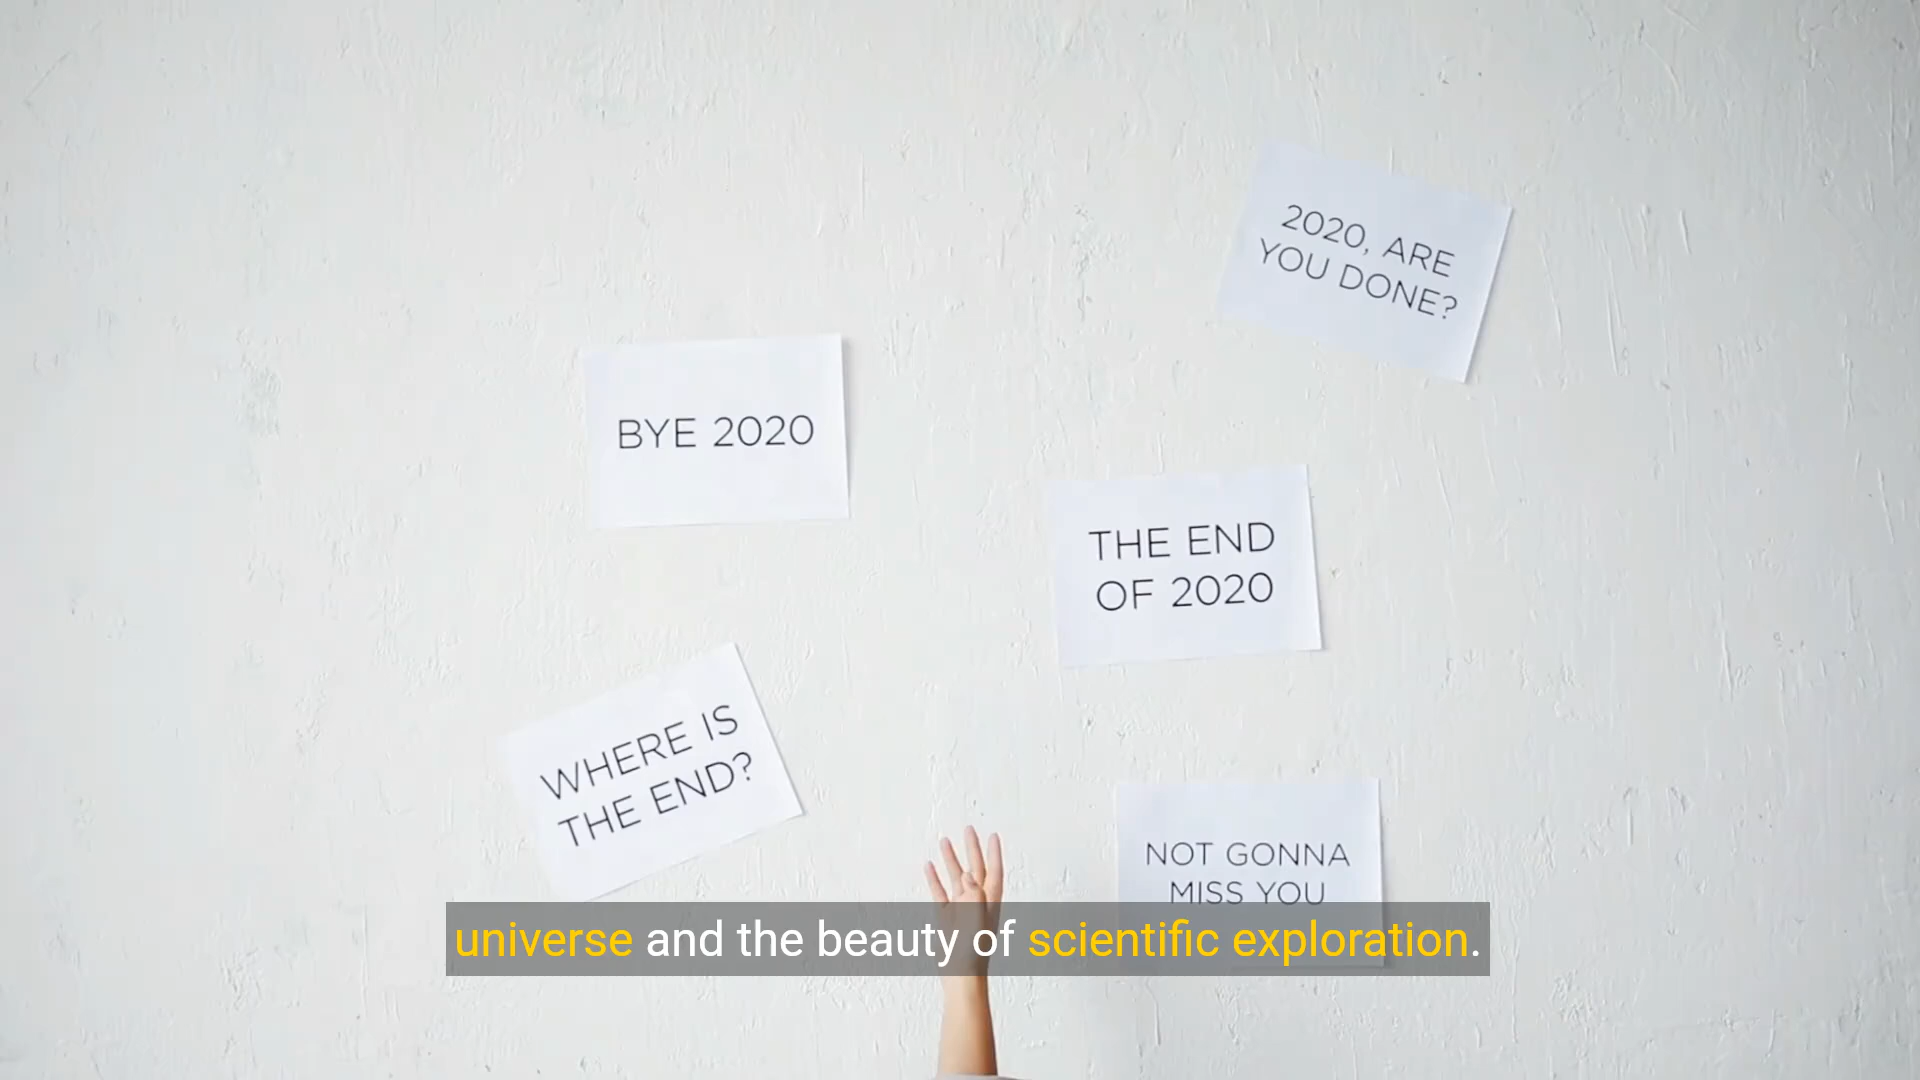 2020, ARE
YOU DONE?
BYE 2020
THE END
OF 2020
WHERE IS
THE END?
NOT GONNA
MISS YOU
universe and the beauty of scientific exploration.